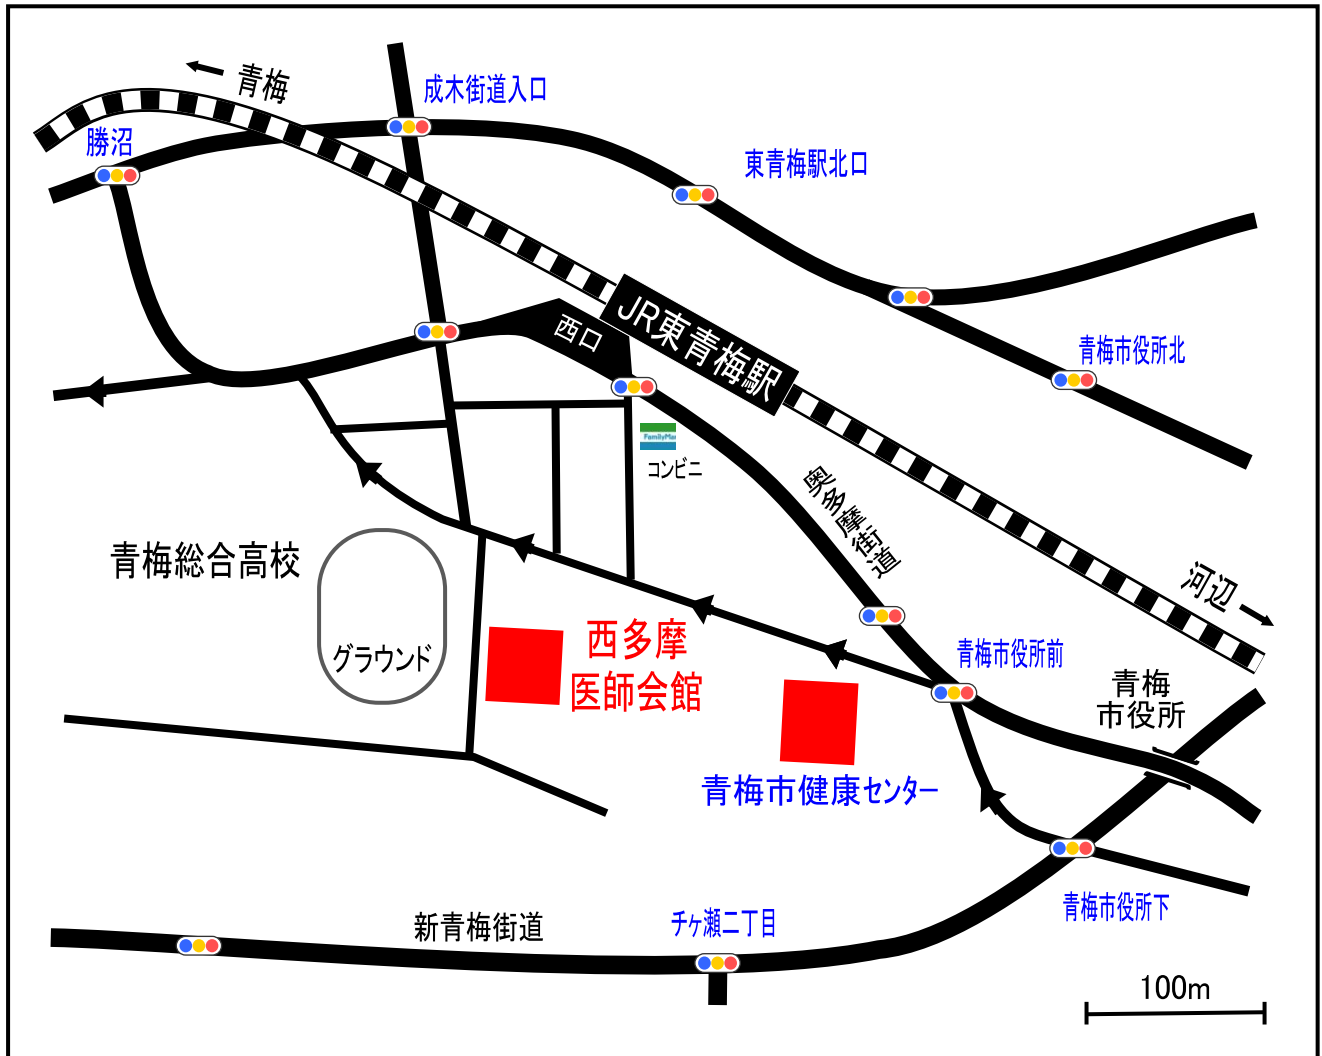 青梅
成木街道入口
勝沼
東青梅駅北口
JR東青梅駅
西口
青梅市役所北
FamilyMar
コンビニ
奥多摩街道
青梅総合高校
グラウンド
西多摩
医師会館
河辺
青梅市役所前
青梅
市役所
青梅市健康センター
青梅市役所下
新青梅街道
チヶ瀬二丁目
100m